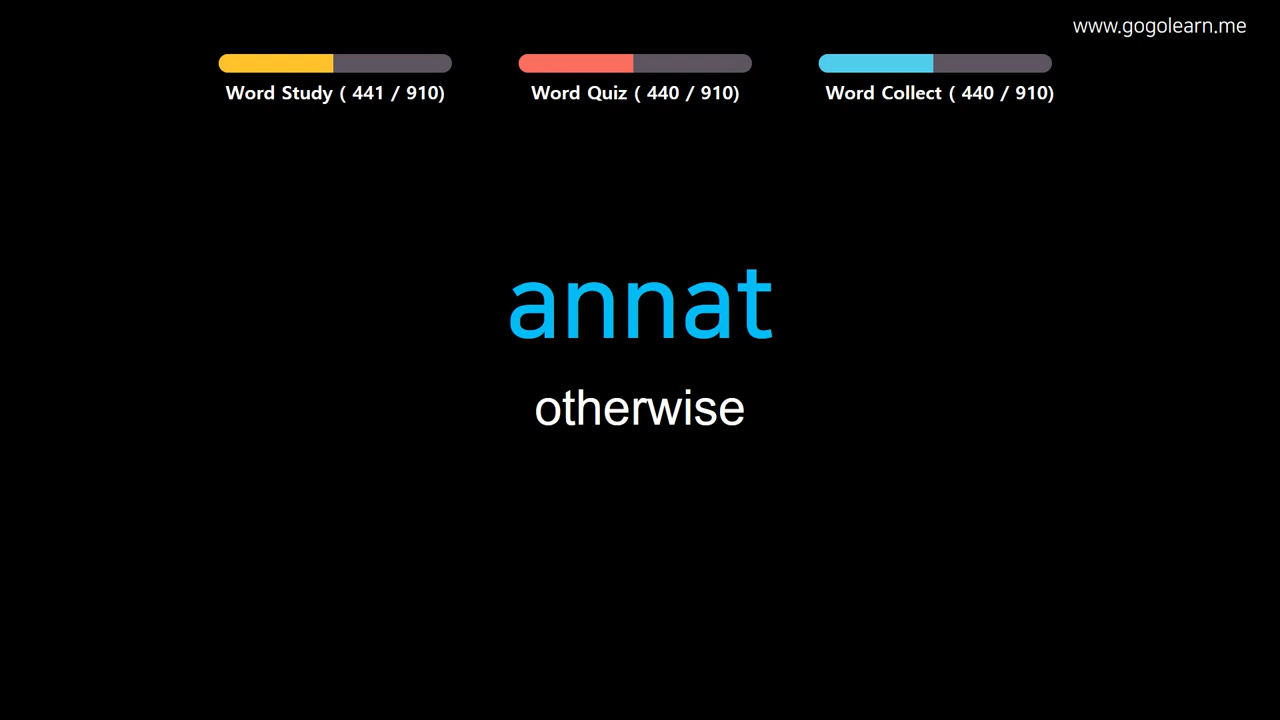 www.gogolearn.me
Word Study ( 441 / 910)
Word Quiz ( 440 / 910)
Word Collect ( 440 / 910)
annat
otherwise